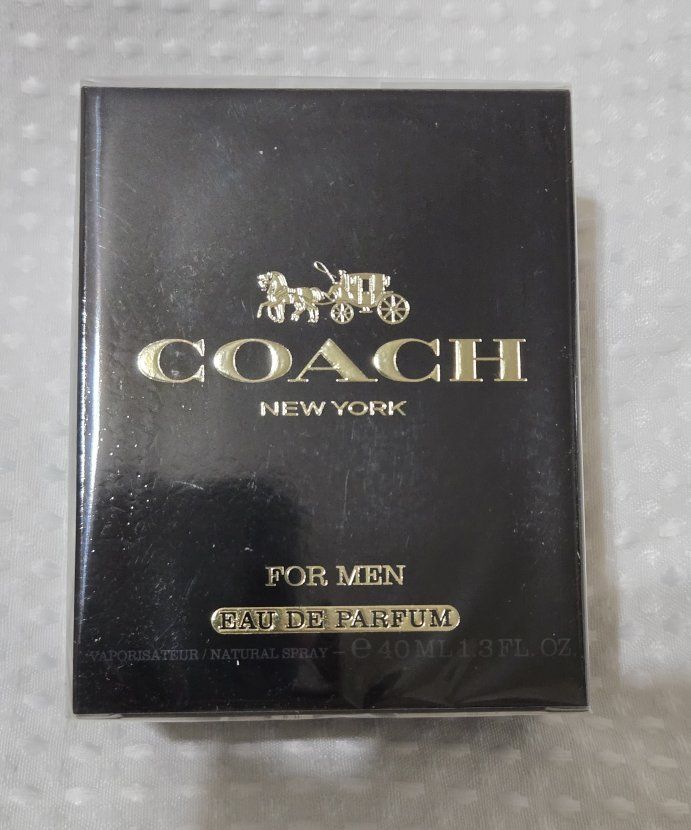 COACH
NEW YORK
FOR MEN
EAU DE PARFUM
VAPORISATEUR / NATURAL SPRAY - ℮ 40 ML 1.3 FL. OZ.